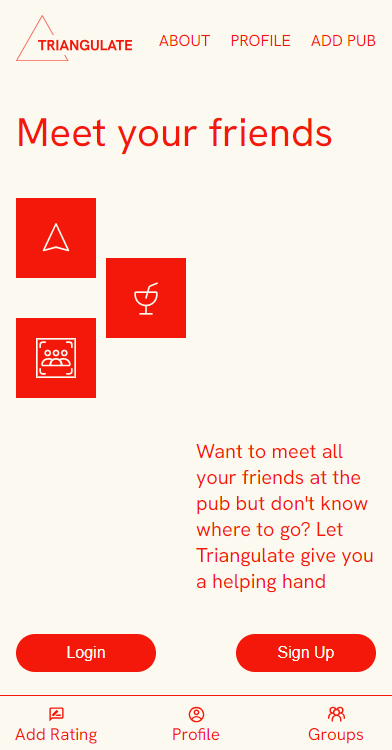 TRIANGULATE
ABOUT PROFILE ADD PUB
Meet your friends
Want to meet all
your friends at the
pub but don't know
where to go? Let
Triangulate give you
a helping hand
Login Sign Up
Add Rating Profile Groups